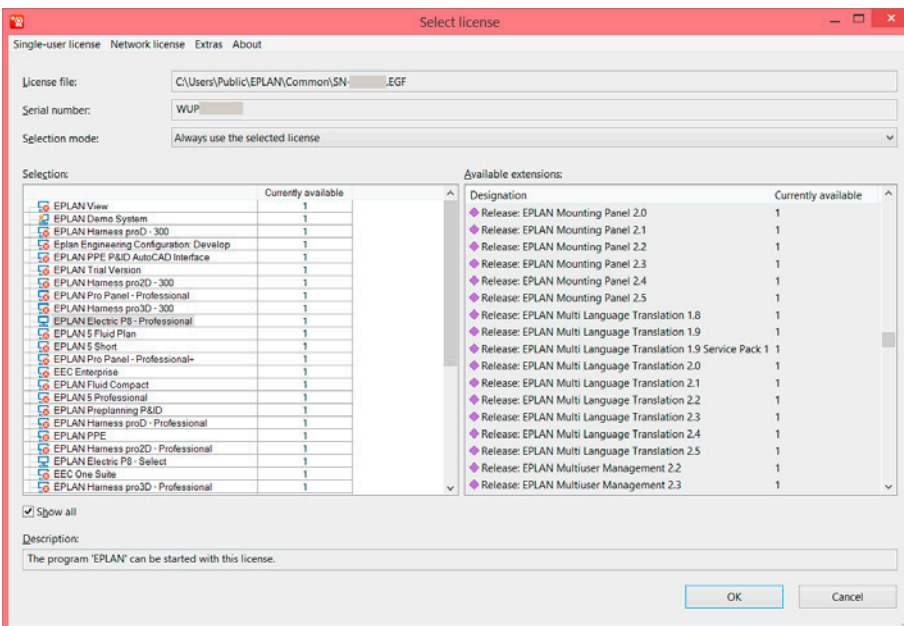 Select license
Single-user license Network license Extras About
License file: C:\Users\Public\EPLAN\Common\SN- .EGF
Serial number: WUP
Selection mode: Always use the selected license
Selection:
Currently available
EPLAN View 1
EPLAN Demo System 1
EPLAN Harness proD - 300 1
Eplan Engineering Configuration: Develop 1
EPLAN PPE P&ID AutoCAD Interface 1
EPLAN Trial Version 1
EPLAN Harness pro2D - 300 1
EPLAN Pro Panel - Professional 1
EPLAN Harness pro3D - 300 1
EPLAN Electric P8 - Professional 1
EPLAN 5 Fluid Plan 1
EPLAN 5 Short 1
EPLAN Pro Panel - Professional+ 1
EEC Enterprise 1
EPLAN Fluid Compact 1
EPLAN 5 Professional 1
EPLAN Preplanning P&ID 1
EPLAN Harness proD - Professional 1
EPLAN PPE 1
EPLAN Harness pro2D - Professional 1
EPLAN Electric P8 - Select 1
EEC One Suite 1
EPLAN Harness pro3D - Professional 1
Available extensions:
Designation Currently available
Release: EPLAN Mounting Panel 2.0 1
Release: EPLAN Mounting Panel 2.1 1
Release: EPLAN Mounting Panel 2.2 1
Release: EPLAN Mounting Panel 2.3 1
Release: EPLAN Mounting Panel 2.4 1
Release: EPLAN Mounting Panel 2.5 1
Release: EPLAN Multi Language Translation 1.8 1
Release: EPLAN Multi Language Translation 1.9 1
Release: EPLAN Multi Language Translation 1.9 Service Pack 1 1
Release: EPLAN Multi Language Translation 2.0 1
Release: EPLAN Multi Language Translation 2.1 1
Release: EPLAN Multi Language Translation 2.2 1
Release: EPLAN Multi Language Translation 2.3 1
Release: EPLAN Multi Language Translation 2.4 1
Release: EPLAN Multi Language Translation 2.5 1
Release: EPLAN Multiuser Management 2.2 1
Release: EPLAN Multiuser Management 2.3 1
Show all
Description:
The program 'EPLAN' can be started with this license.
OK Cancel